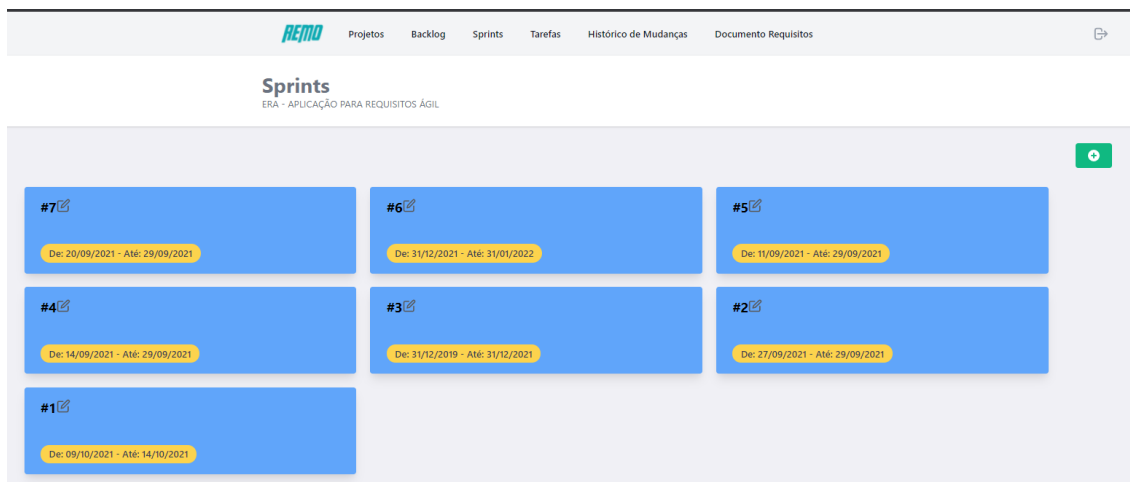 REMO Projetos Backlog Sprints Tarefas Histórico de Mudanças Documento Requisitos
Sprints
ERA - APLICAÇÃO PARA REQUISITOS ÁGIL
#7 #6 #5
De: 20/09/2021 - Até: 29/09/2021 De: 31/12/2021 - Até: 31/01/2022 De: 11/09/2021 - Até: 29/09/2021
#4 #3 #2
De: 14/09/2021 - Até: 29/09/2021 De: 31/12/2019 - Até: 31/12/2021 De: 27/09/2021 - Até: 29/09/2021
#1
De: 09/10/2021 - Até: 14/10/2021